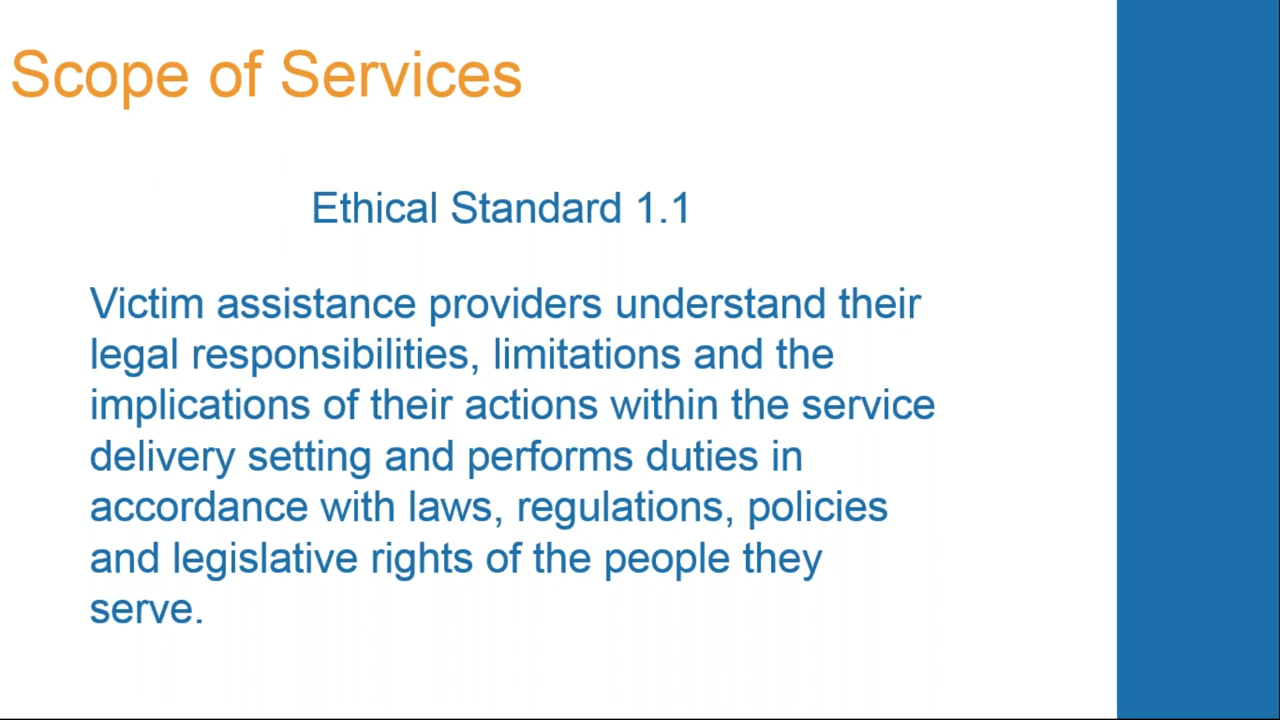 Scope of Services
Ethical Standard 1.1
Victim assistance providers understand their
legal responsibilities, limitations and the
implications of their actions within the service
delivery setting and performs duties in
accordance with laws, regulations, policies
and legislative rights of the people they
serve.